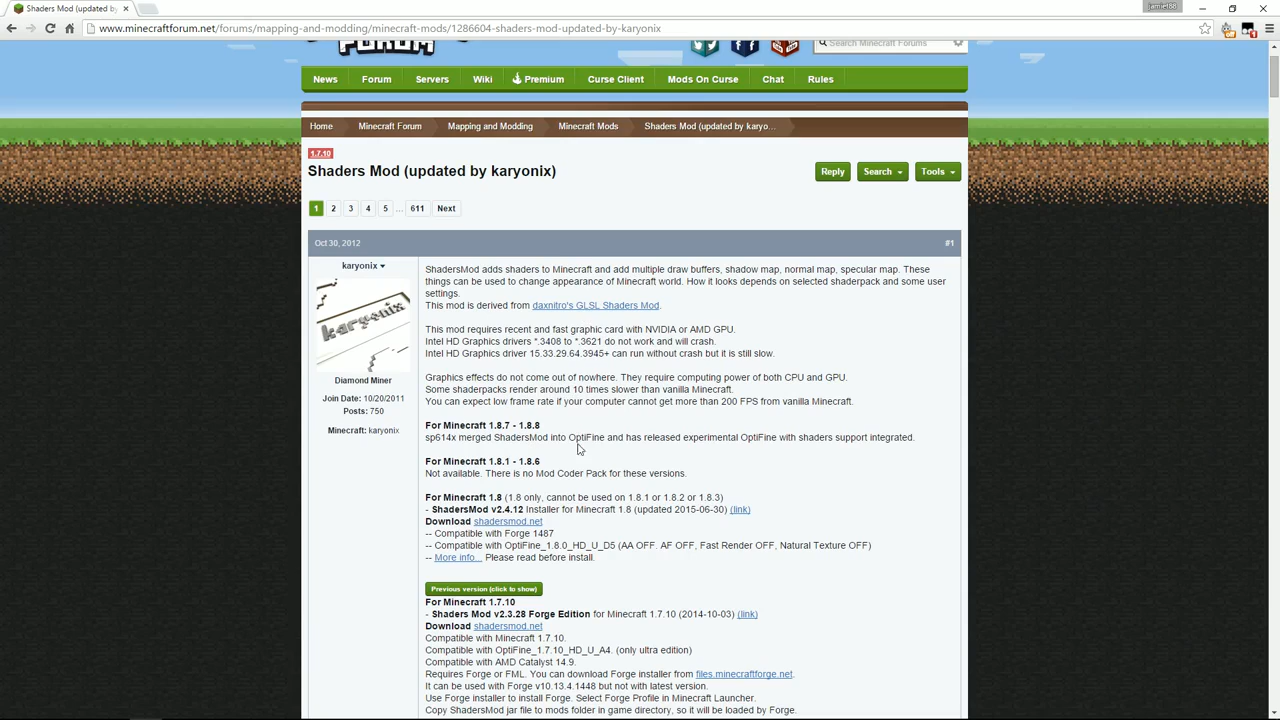 Shaders Mod (updated by
jamie88
www.minecraftforum.net/forums/mapping-and-modding/minecraft-mods/1286604-shaders-mod-updated-by-karyonix
FORUM
Search Minecraft Forums
News Forum Servers Wiki Premium Curse Client Mods On Curse Chat Rules
Home Minecraft Forum Mapping and Modding Minecraft Mods Shaders Mod (updated by karyo...
1.7.10
Shaders Mod (updated by karyonix)
Reply Search Tools
1 2 3 4 5 ... 611 Next
Oct 30, 2012 #1
karyonix
karyonix
Diamond Miner
Join Date: 10/20/2011
Posts: 750
Minecraft: karyonix
ShadersMod adds shaders to Minecraft and add multiple draw buffers, shadow map, normal map, specular map. These
things can be used to change appearance of Minecraft world. How it looks depends on selected shaderpack and some user
settings.
This mod is derived from daxnitro's GLSL Shaders Mod.
This mod requires recent and fast graphic card with NVIDIA or AMD GPU.
Intel HD Graphics drivers *.3408 to *.3621 do not work and will crash.
Intel HD Graphics driver 15.33.29.64.3945+ can run without crash but it is still slow.
Graphics effects do not come out of nowhere. They require computing power of both CPU and GPU.
Some shaderpacks render around 10 times slower than vanilla Minecraft.
You can expect low frame rate if your computer cannot get more than 200 FPS from vanilla Minecraft.
For Minecraft 1.8.7 - 1.8.8
sp614x merged ShadersMod into OptiFine and has released experimental OptiFine with shaders support integrated.
For Minecraft 1.8.1 - 1.8.6
Not available. There is no Mod Coder Pack for these versions.
For Minecraft 1.8 (1.8 only, cannot be used on 1.8.1 or 1.8.2 or 1.8.3)
- ShadersMod v2.4.12 Installer for Minecraft 1.8 (updated 2015-06-30) (link)
Download shadersmod.net
-- Compatible with Forge 1487
-- Compatible with OptiFine_1.8.0_HD_U_D5 (AA OFF. AF OFF, Fast Render OFF, Natural Texture OFF)
-- More info... Please read before install.
Previous version (click to show)
For Minecraft 1.7.10
- Shaders Mod v2.3.28 Forge Edition for Minecraft 1.7.10 (2014-10-03) (link)
Download shadersmod.net
Compatible with Minecraft 1.7.10.
Compatible with OptiFine_1.7.10_HD_U_A4. (only ultra edition)
Compatible with AMD Catalyst 14.9.
Requires Forge or FML. You can download Forge installer from files.minecraftforge.net.
It can be used with Forge v10.13.4.1448 but not with latest version.
Use Forge installer to install Forge. Select Forge Profile in Minecraft Launcher.
Copy ShadersMod jar file to mods folder in game directory, so it will be loaded by Forge.